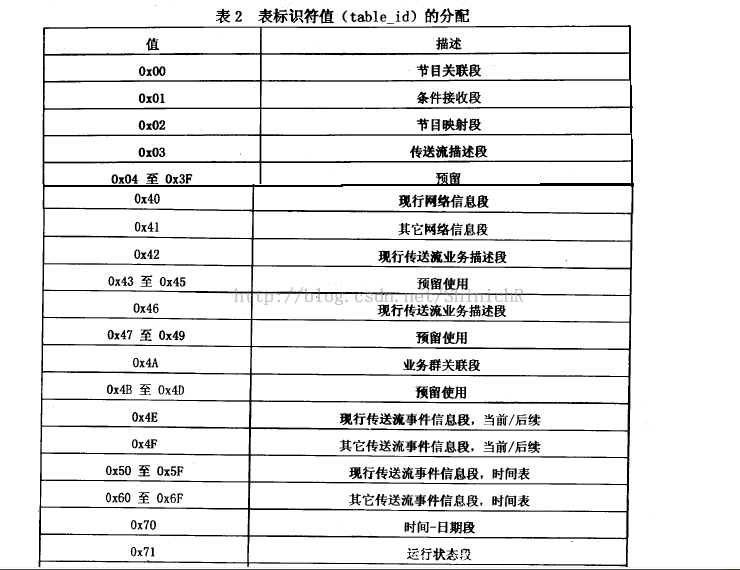 表2 表标识符值（table_id）的分配
值 描述
0x00 节目关联段
0x01 条件接收段
0x02 节目映射段
0x03 传送流描述段
0x04 至 0x3F 预留
0x40 现行网络信息段
0x41 其它网络信息段
0x42 现行传送流业务描述段
0x43 至 0x45 预留使用
http://blog.csdn.net/ShinichR
0x46 现行传送流业务描述段
0x47 至 0x49 预留使用
0x4A 业务群关联段
0x4B 至 0x4D 预留使用
0x4E 现行传送流事件信息段，当前/后续
0x4F 其它传送流事件信息段，当前/后续
0x50 至 0x5F 现行传送流事件信息段，时间表
0x60 至 0x6F 其它传送流事件信息段，时间表
0x70 时间-日期段
0x71 运行状态段